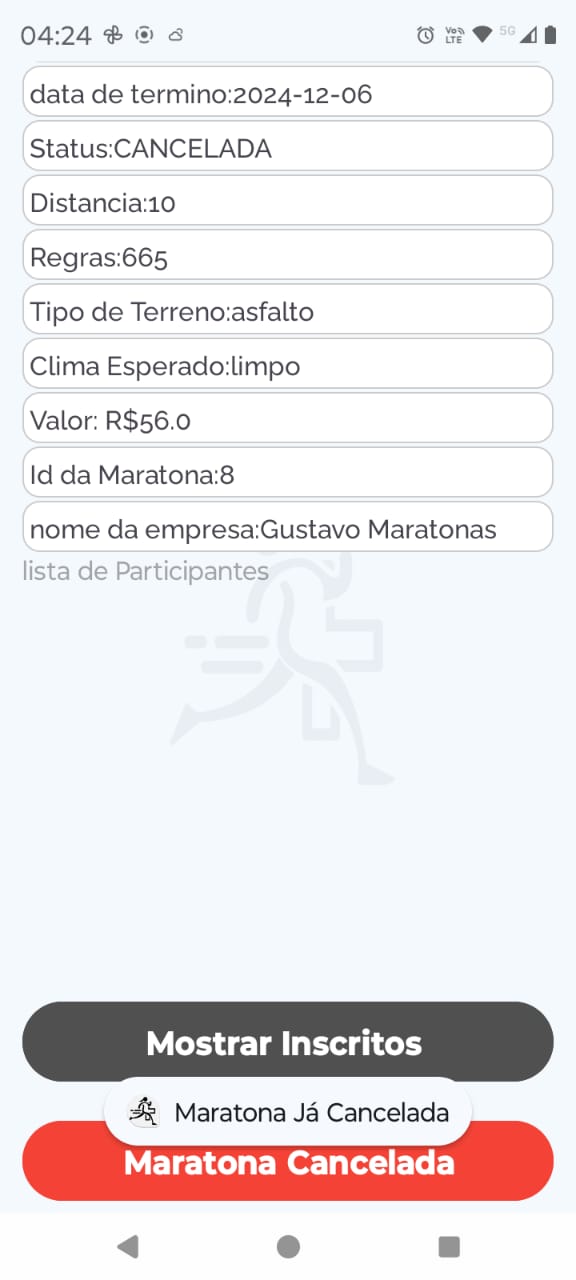 04:24
Vo) LTE 5G
data de termino:2024-12-06
Status:CANCELADA
Distancia:10
Regras:665
Tipo de Terreno:asfalto
Clima Esperado:limpo
Valor: R$56.0
Id da Maratona:8
nome da empresa:Gustavo Maratonas
lista de Participantes
Mostrar Inscritos
Maratona Já Cancelada
Maratona Cancelada